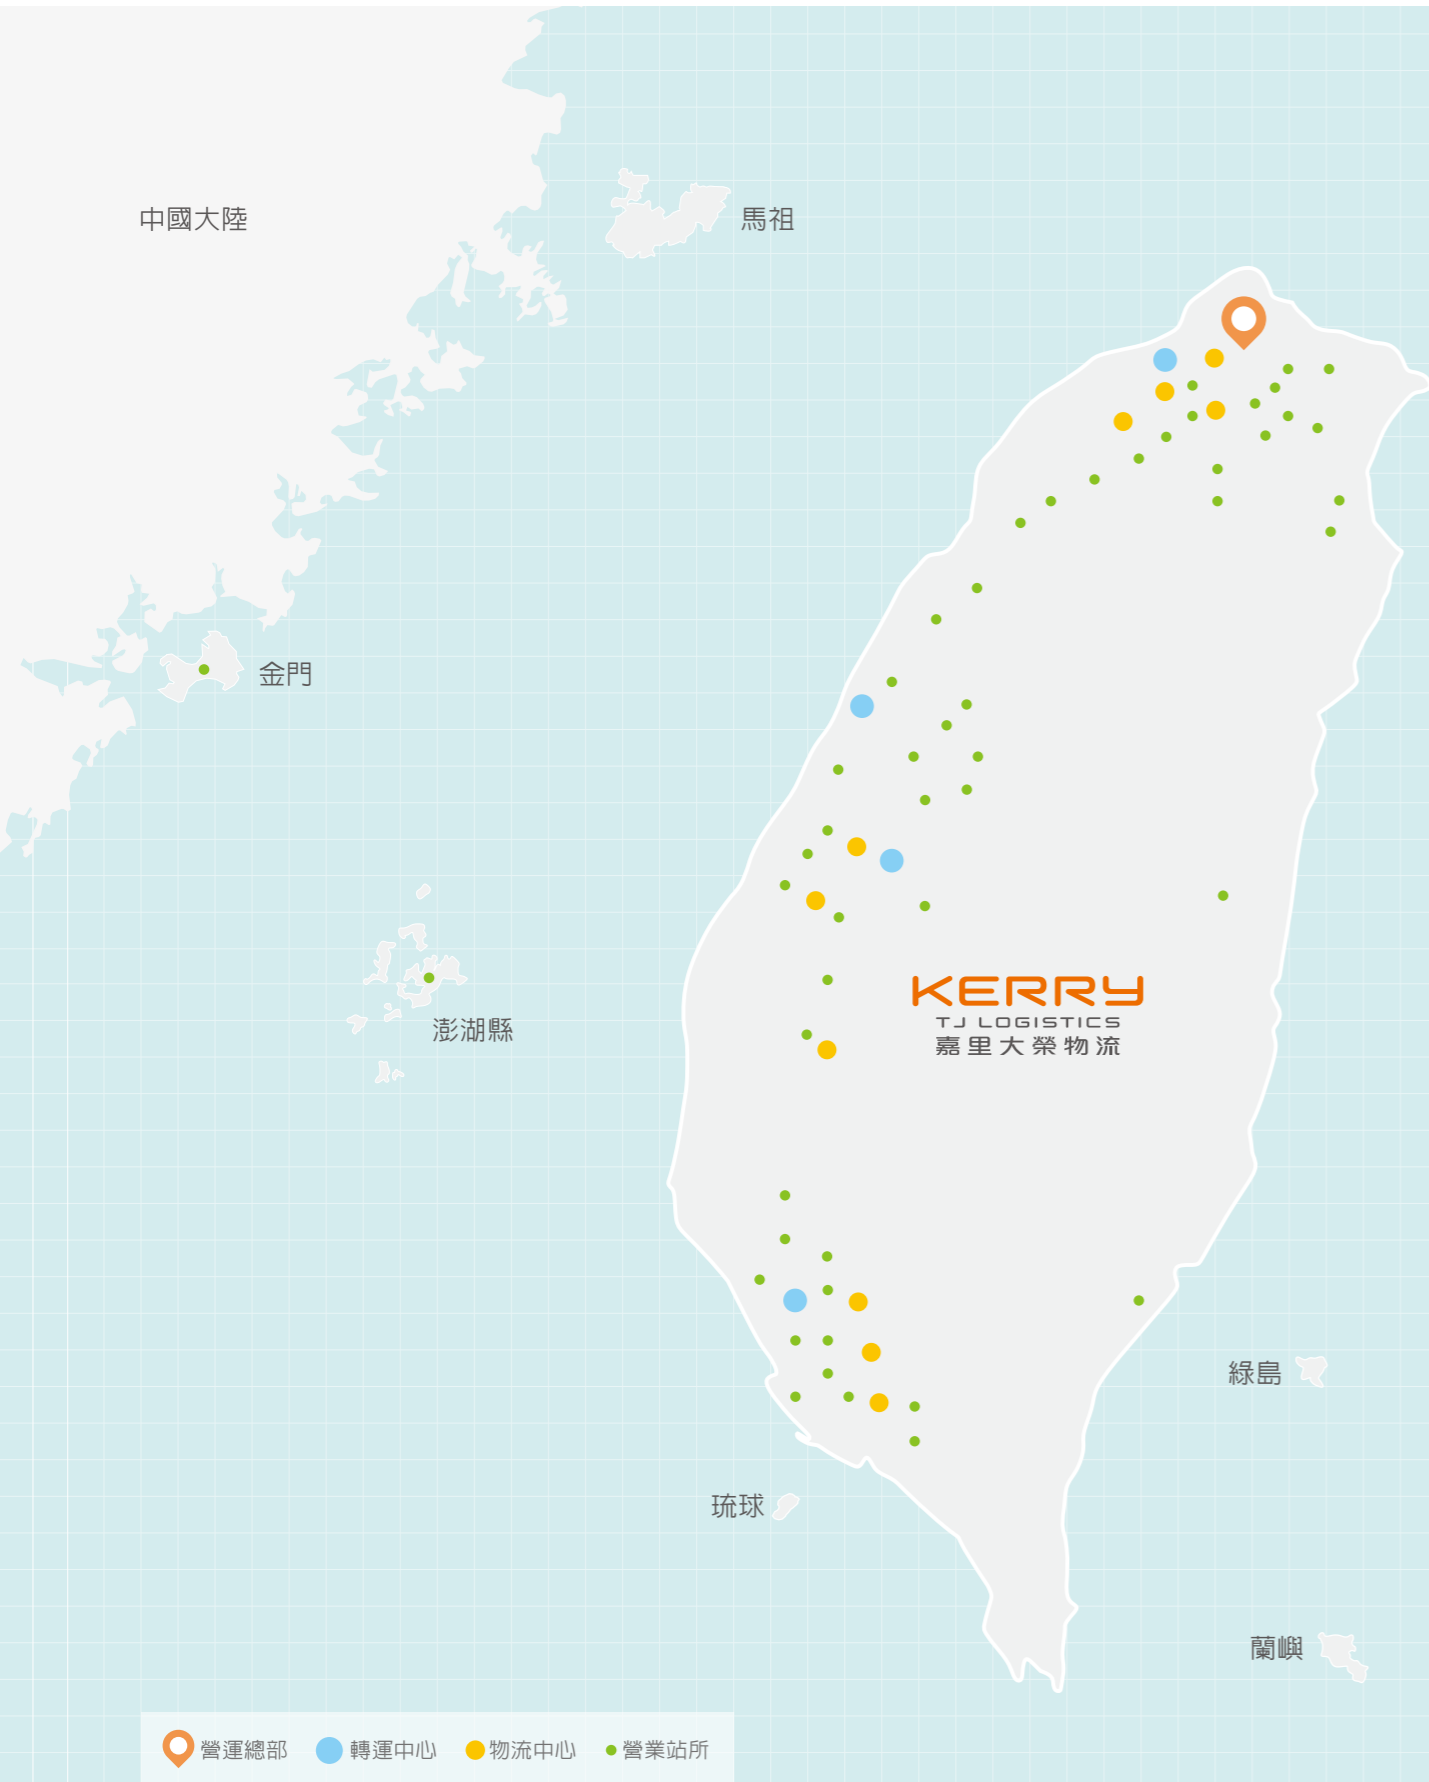 中國大陸
馬祖
金門
澎湖縣
KERRY
TJ LOGISTICS
嘉里大榮物流
綠島
琉球
蘭嶼
營運總部
轉運中心
物流中心
營業站所